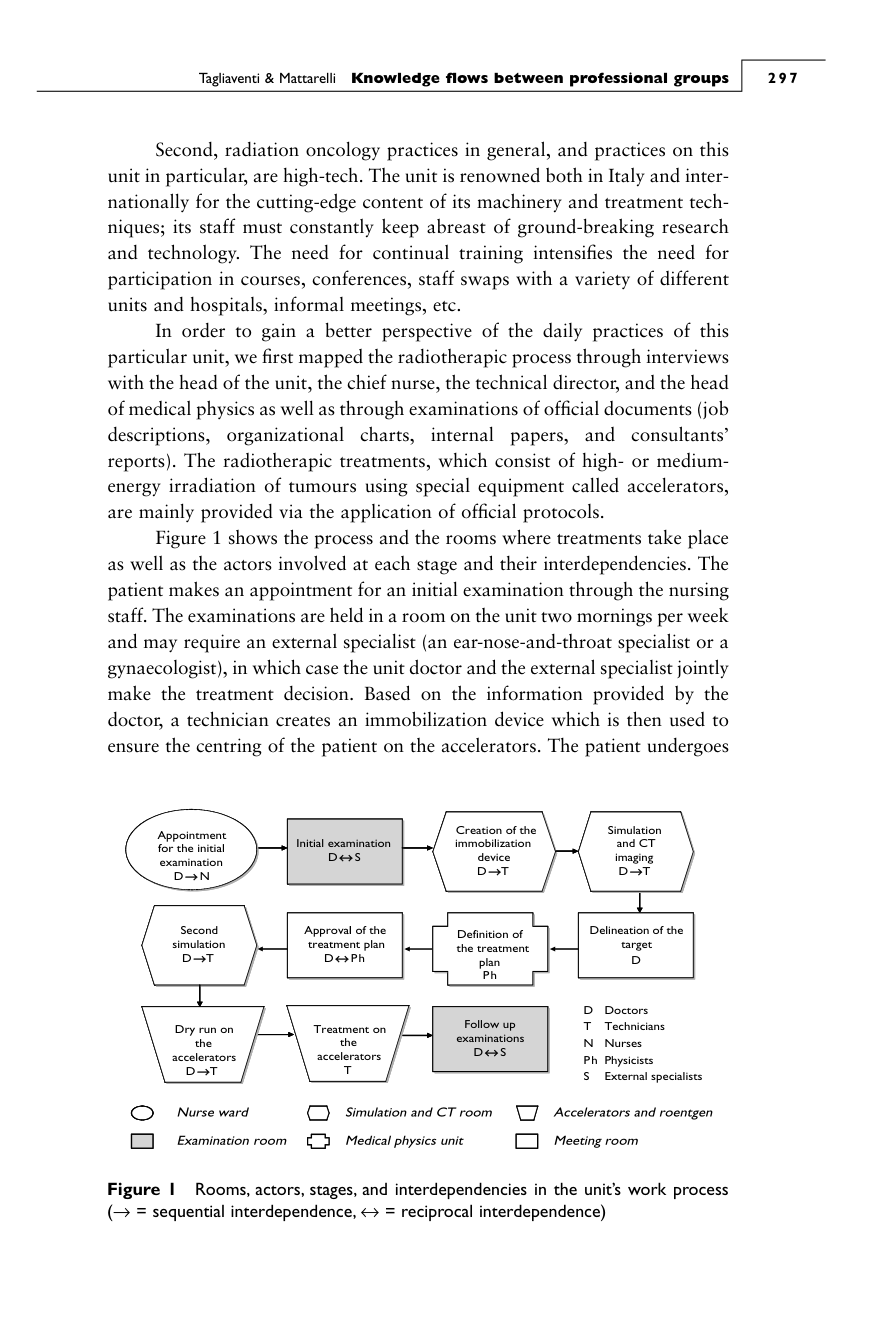 Tagliaventi & Mattarelli Knowledge flows between professional groups 297
Second, radiation oncology practices in general, and practices on this
unit in particular, are high-tech. The unit is renowned both in Italy and inter-
nationally for the cutting-edge content of its machinery and treatment tech-
niques; its staff must constantly keep abreast of ground-breaking research
and technology. The need for continual training intensifies the need for
participation in courses, conferences, staff swaps with a variety of different
units and hospitals, informal meetings, etc.
In order to gain a better perspective of the daily practices of this
particular unit, we first mapped the radiotherapic process through interviews
with the head of the unit, the chief nurse, the technical director, and the head
of medical physics as well as through examinations of official documents (job
descriptions, organizational charts, internal papers, and consultants'
reports). The radiotherapic treatments, which consist of high- or medium-
energy irradiation of tumours using special equipment called accelerators,
are mainly provided via the application of official protocols.
Figure 1 shows the process and the rooms where treatments take place
as well as the actors involved at each stage and their interdependencies. The
patient makes an appointment for an initial examination through the nursing
staff. The examinations are held in a room on the unit two mornings per week
and may require an external specialist (an ear-nose-and-throat specialist or a
gynaecologist), in which case the unit doctor and the external specialist jointly
make the treatment decision. Based on the information provided by the
doctor, a technician creates an immobilization device which is then used to
ensure the centring of the patient on the accelerators. The patient undergoes
Appointment
for the initial
examination
D→N
Initial examination
D↔S
Creation of the
immobilization
device
D→T
Simulation
and CT
imaging
D→T
Second
simulation
D→T
Approval of the
treatment plan
D↔Ph
Definition of
the treatment
plan
Ph
Delineation of the
target
D
Dry run on
the
accelerators
D→T
Treatment on
the
accelerators
T
Follow up
examinations
D↔S
D Doctors
T Technicians
N Nurses
Ph Physicists
S External specialists
Nurse ward
Simulation and CT room
Accelerators and roentgen
Examination room
Medical physics unit
Meeting room
Figure 1 Rooms, actors, stages, and interdependencies in the unit's work process
(→ = sequential interdependence, ↔ = reciprocal interdependence)